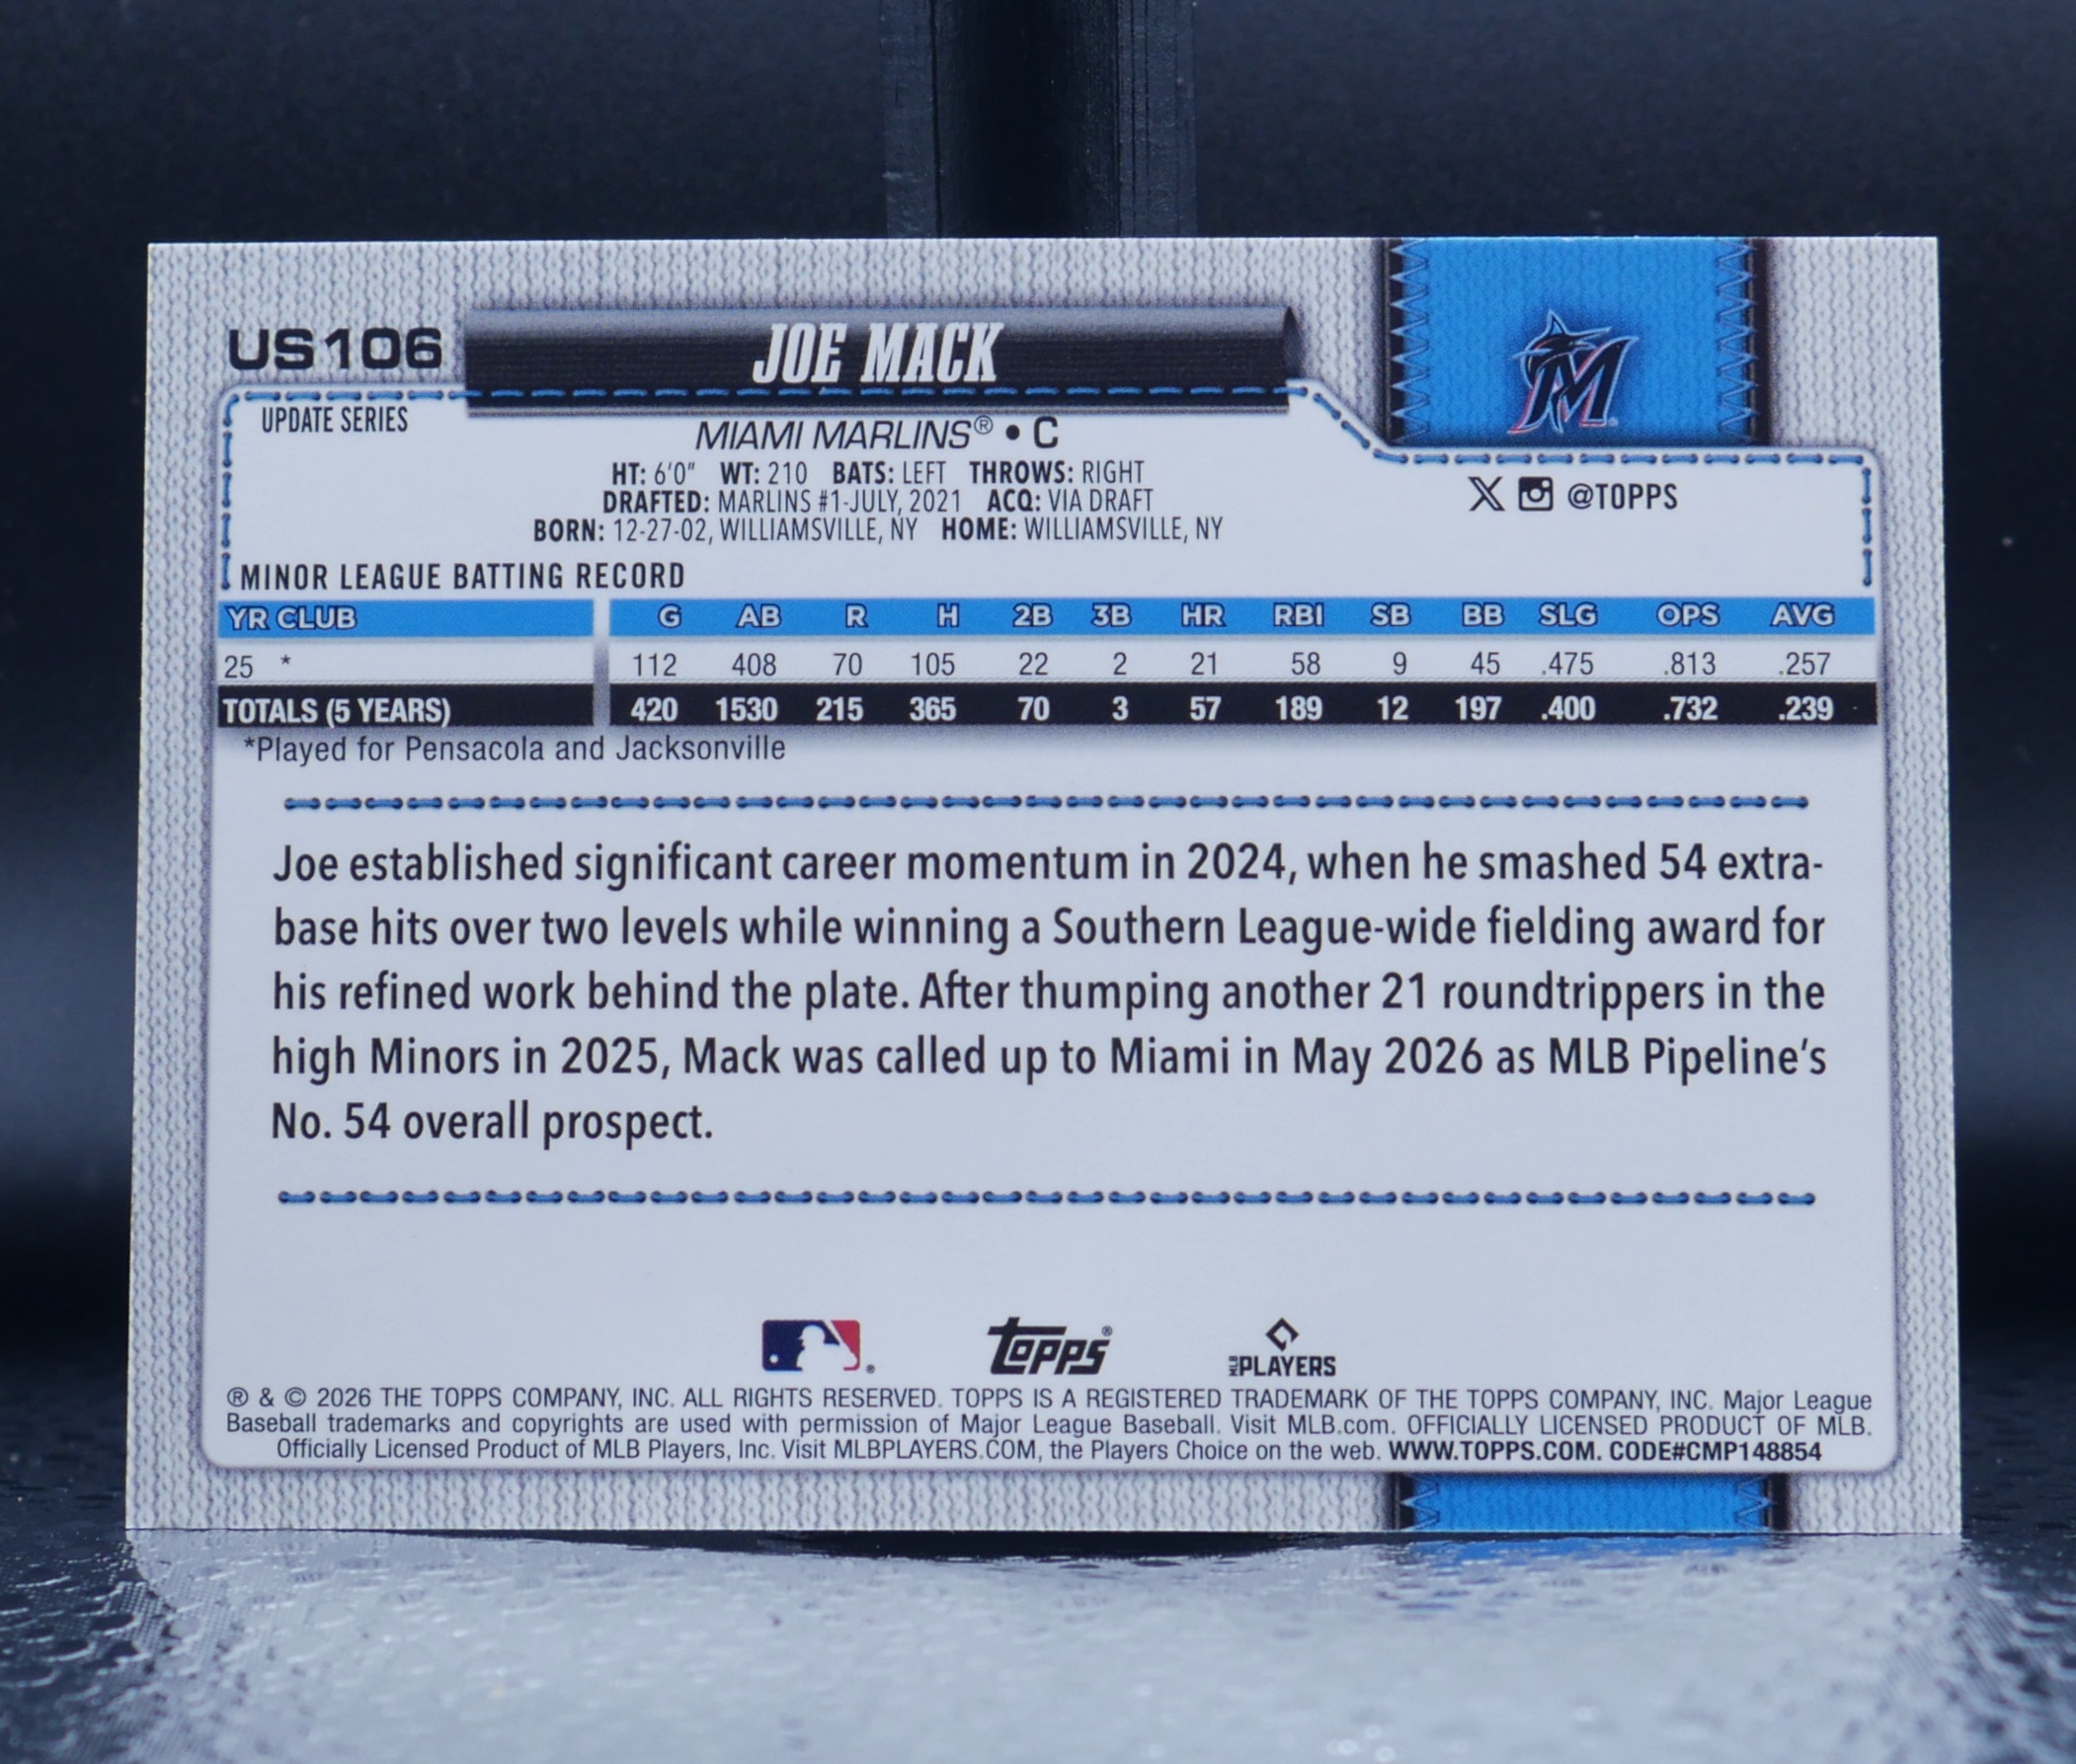 US106
JOE MACK
UPDATE SERIES
MIAMI MARLINS® • C
HT: 6'0" WT: 210 BATS: LEFT THROWS: RIGHT
DRAFTED: MARLINS #1-JULY, 2021 ACQ: VIA DRAFT
BORN: 12-27-02, WILLIAMSVILLE, NY HOME: WILLIAMSVILLE, NY
M
X @TOPPS
MINOR LEAGUE BATTING RECORD
YR CLUB G AB R H 2B 3B HR RBI SB BB SLG OPS AVG
25 * 112 408 70 105 22 2 21 58 9 45 .475 .813 .257
TOTALS (5 YEARS) 420 1530 215 365 70 3 57 189 12 197 .400 .732 .239
*Played for Pensacola and Jacksonville
Joe established significant career momentum in 2024, when he smashed 54 extra-
base hits over two levels while winning a Southern League-wide fielding award for
his refined work behind the plate. After thumping another 21 roundtrippers in the
high Minors in 2025, Mack was called up to Miami in May 2026 as MLB Pipeline's
No. 54 overall prospect.
® Topps® MLB PLAYERS
® & © 2026 THE TOPPS COMPANY, INC. ALL RIGHTS RESERVED. TOPPS IS A REGISTERED TRADEMARK OF THE TOPPS COMPANY, INC. Major League
Baseball trademarks and copyrights are used with permission of Major League Baseball. Visit MLB.com. OFFICIALLY LICENSED PRODUCT OF MLB.
Officially Licensed Product of MLB Players, Inc. Visit MLBPLAYERS.COM, the Players Choice on the web. WWW.TOPPS.COM. CODE#CMP148854